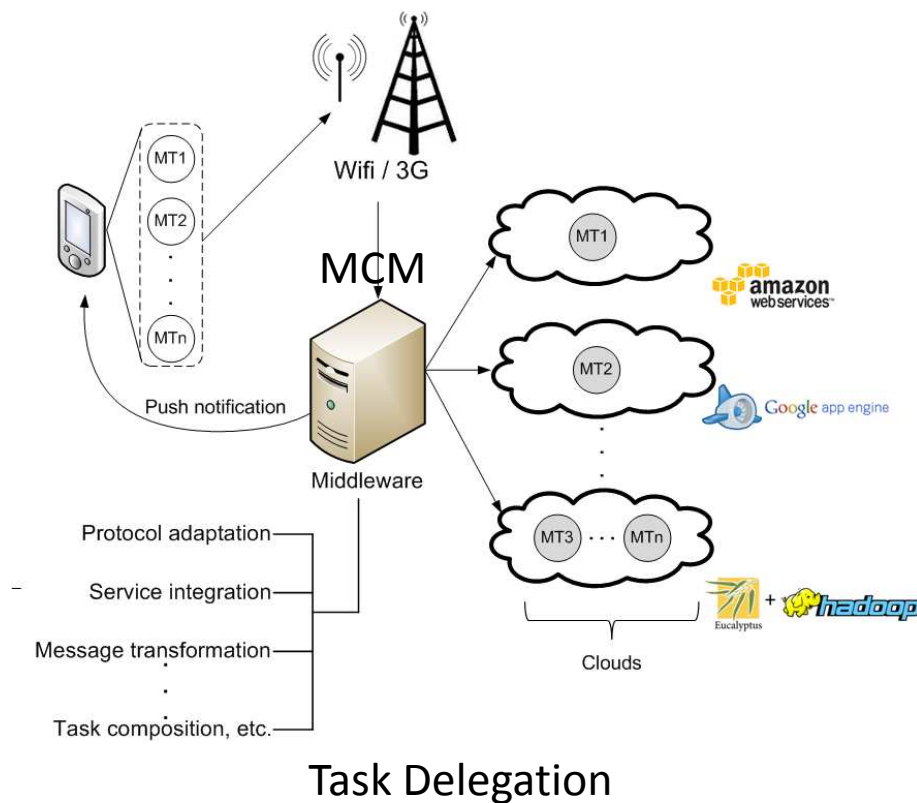 MT1
MT2
MTn
Wifi / 3G
MCM
MT1
amazon
web services™
MT2
Google app engine
Push notification
Middleware
MT3 ··· MTn
Eucalyptus
+
hadoop
Clouds
Protocol adaptation
Service integration
Message transformation
Task composition, etc.
Task Delegation